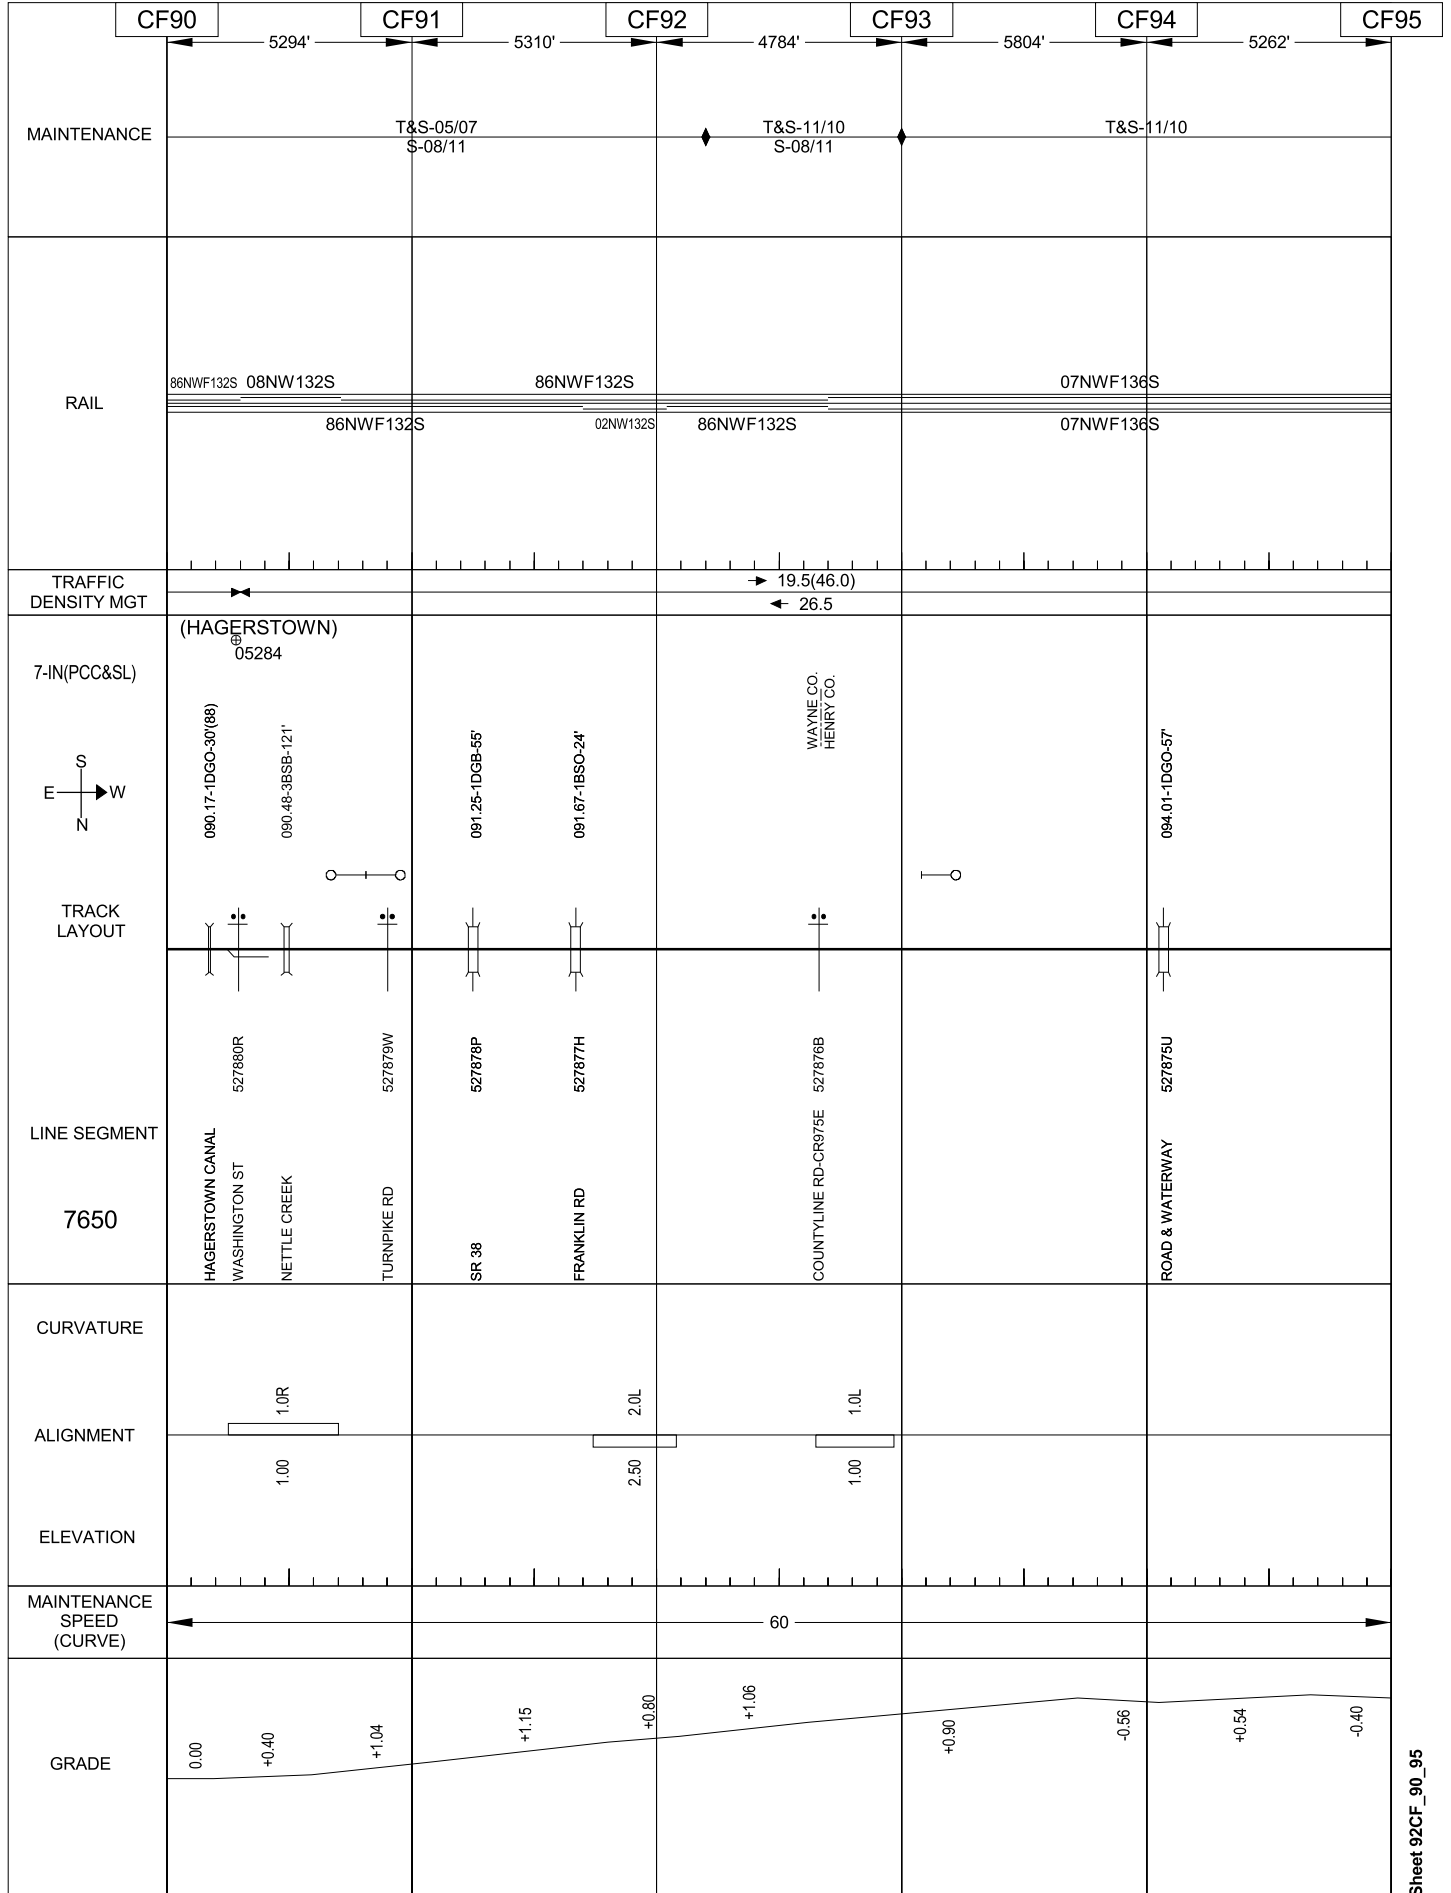 CF90 CF91 CF92 CF93 CF94 CF95
5294' 5310' 4784' 5804' 5262'
MAINTENANCE
T&S-05/07 T&S-11/10 T&S-11/10
S-08/11 S-08/11
RAIL
86NWF132S 08NW132S 86NWF132S 07NWF136S
86NWF132S 02NW132S 86NWF132S 07NWF136S
TRAFFIC
DENSITY MGT
19.5(46.0)
26.5
(HAGERSTOWN)
05284
7-IN(PCC&SL)
S
E W
N
090.17-1DGO-30'(88)
090.48-3BSB-121'
091.25-1DGB-55'
091.67-1BSO-24'
WAYNE CO.
HENRY CO.
094.01-1DGO-57'
TRACK
LAYOUT
LINE SEGMENT
7650
HAGERSTOWN CANAL
WASHINGTON ST 527880R
NETTLE CREEK
TURNPIKE RD 527879W
SR 38 527878P
FRANKLIN RD 527877H
COUNTYLINE RD-CR975E 527876B
ROAD & WATERWAY 527875U
CURVATURE
1.0R 2.0L 1.0L
ALIGNMENT
1.00 2.50 1.00
ELEVATION
MAINTENANCE
SPEED
(CURVE)
60
GRADE
0.00 +0.40 +1.04 +1.15 +0.80 +1.06 +0.90 -0.56 +0.54 -0.40
Sheet 92CF_90_95